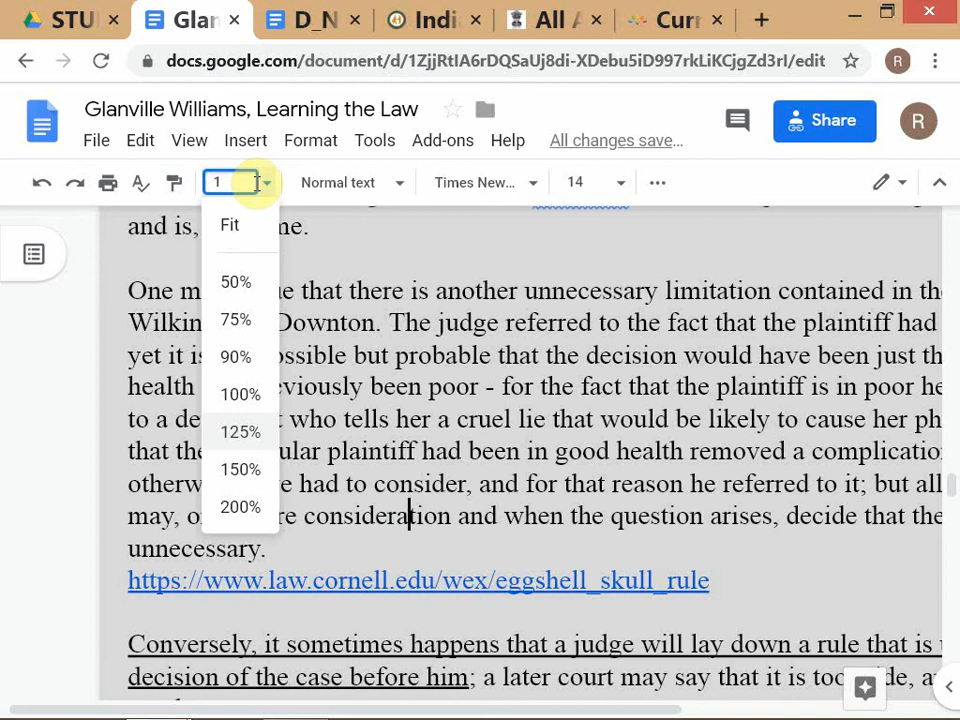 STU
Glan
D_N
Indi
All A
Curr
docs.google.com/document/d/1ZjjRtIA6rDQSaUj8di-XDebu5iD997rkLiKCjgZd3rI/edit
R
Glanville Williams, Learning the Law
File Edit View Insert Format Tools Add-ons Help All changes save...
Share
R
1 Normal text Times New... 14
Fit
50%
75%
90%
100%
125%
150%
200%
and is, me.
One m e that there is another unnecessary limitation contained in the
Wilkin Downton. The judge referred to the fact that the plaintiff had
yet it is ossible but probable that the decision would have been just th
health eviously been poor - for the fact that the plaintiff is in poor he
to a de t who tells her a cruel lie that would be likely to cause her ph
that the ular plaintiff had been in good health removed a complicatio
otherw e had to consider, and for that reason he referred to it; but all
may, o re consideration and when the question arises, decide that the
unnecessary.
https://www.law.cornell.edu/wex/eggshell_skull_rule
Conversely, it sometimes happens that a judge will lay down a rule that is
decision of the case before him; a later court may say that it is too